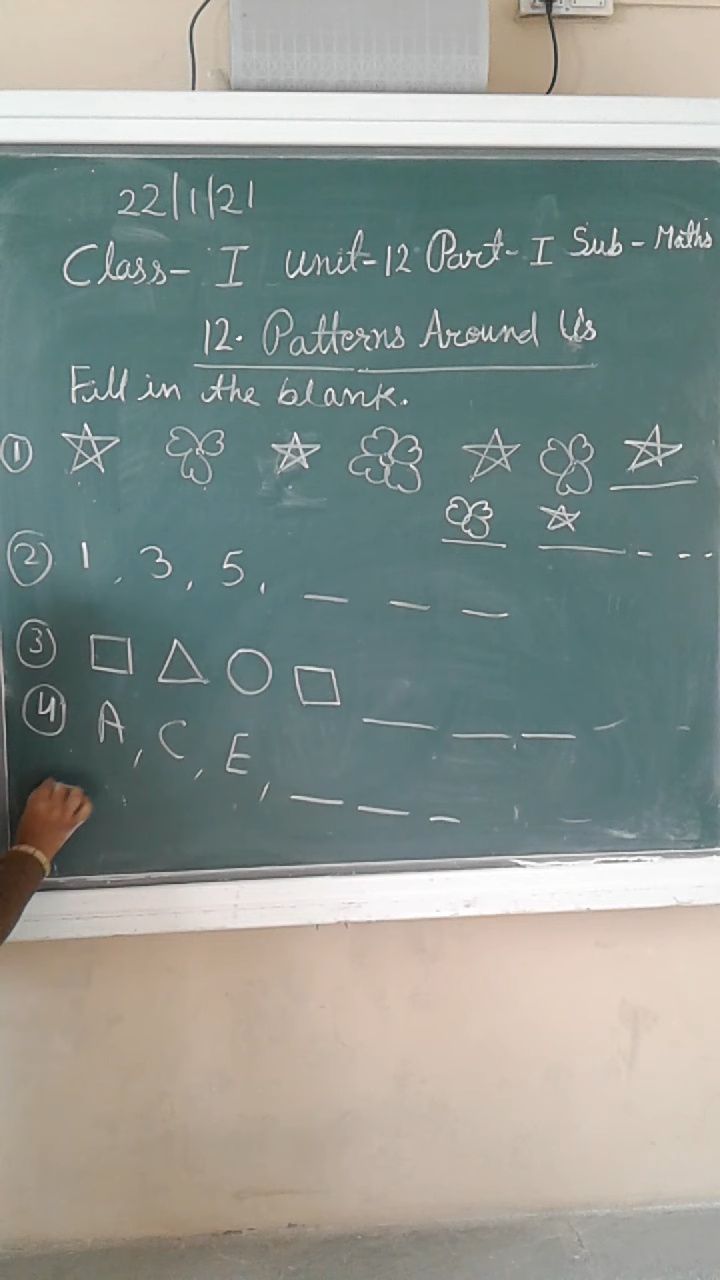 22/1/21
Class- I Unit-12 Part- I Sub- Maths
12. Patterns Around Us
Fill in the blank.
① ☆ ☆ ☆ ☆
☆
② 1, 3, 5, _ _ _
③ □ △ ○ □ _ _ _ _ _
④ A, C, E, _ _ _